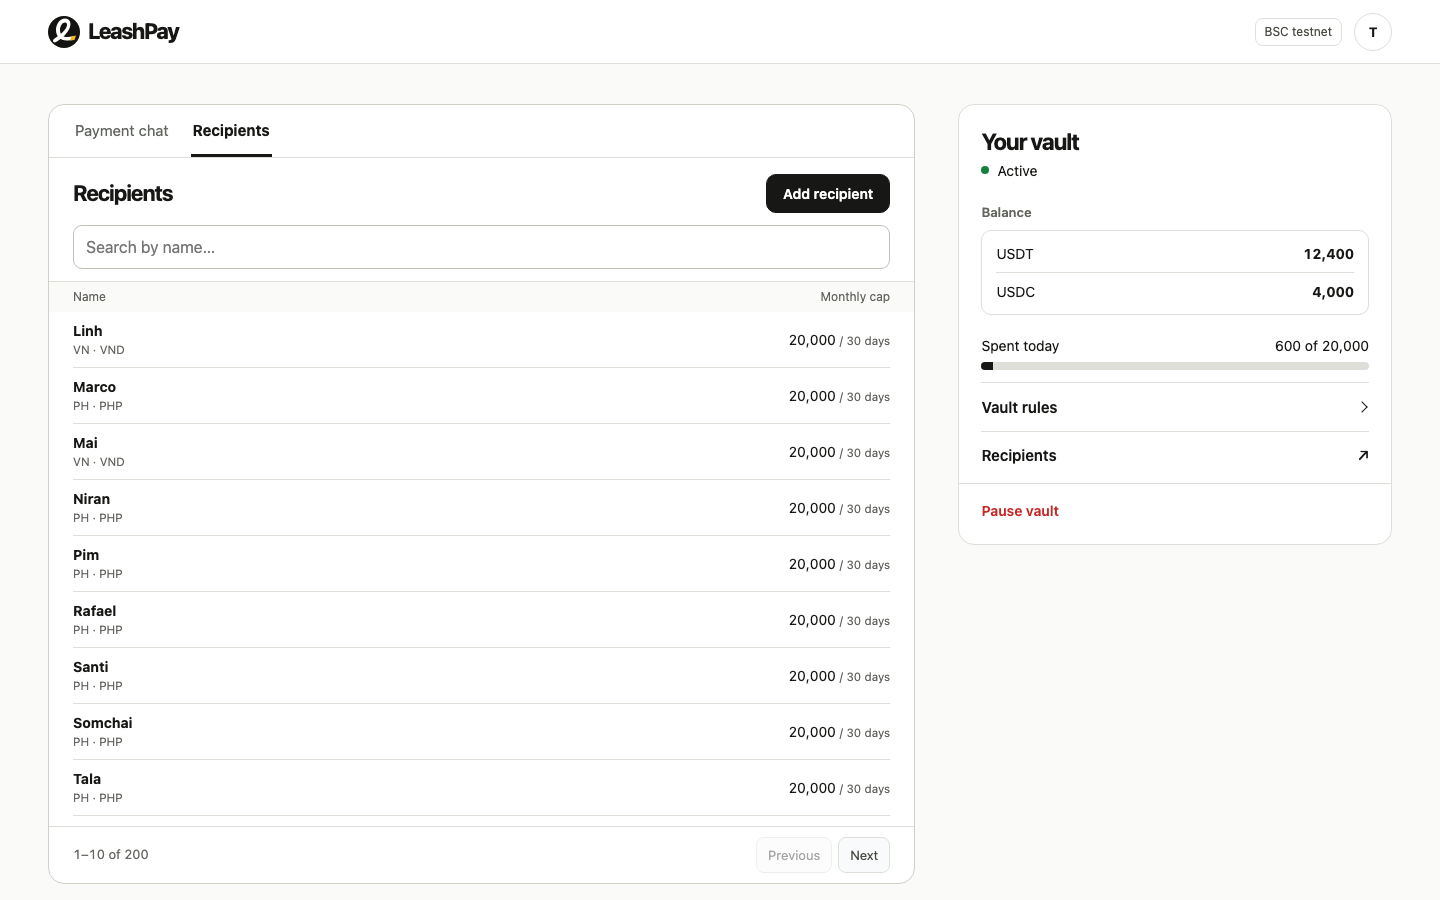 LeashPay
BSC testnet
T
Payment chat
Recipients
Recipients
Add recipient
Search by name...
Name
Monthly cap
Linh
VN · VND
20,000 / 30 days
Marco
PH · PHP
20,000 / 30 days
Mai
VN · VND
20,000 / 30 days
Niran
PH · PHP
20,000 / 30 days
Pim
PH · PHP
20,000 / 30 days
Rafael
PH · PHP
20,000 / 30 days
Santi
PH · PHP
20,000 / 30 days
Somchai
PH · PHP
20,000 / 30 days
Tala
PH · PHP
20,000 / 30 days
1–10 of 200
Previous
Next
Your vault
Active
Balance
USDT
12,400
USDC
4,000
Spent today
600 of 20,000
Vault rules
Recipients
Pause vault